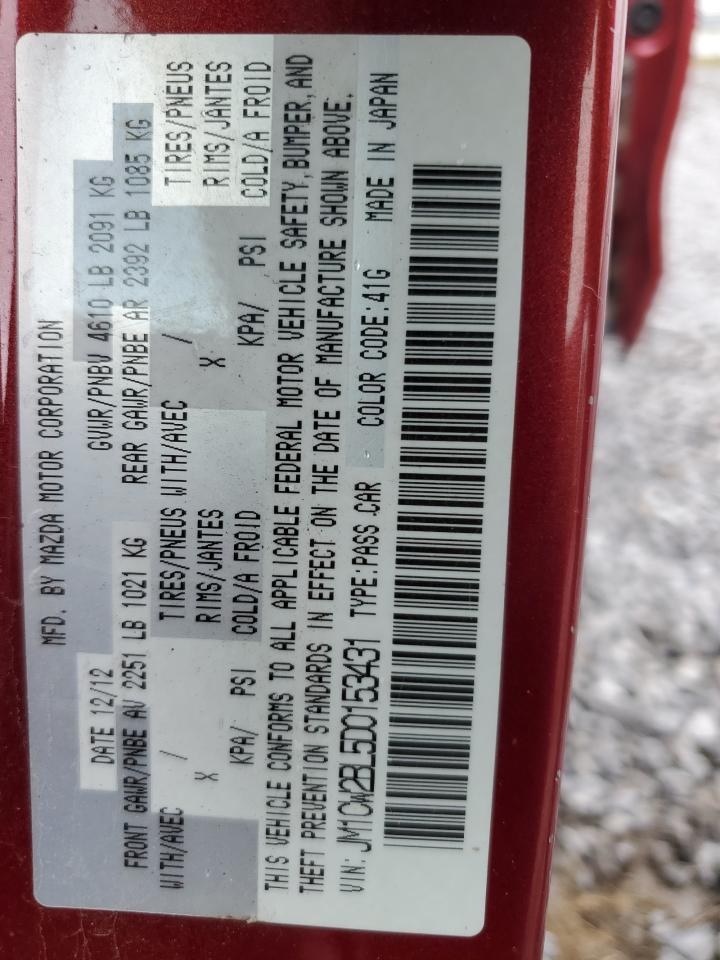 MFD. BY MAZDA MOTOR CORPORATION
DATE 12/12 GVWR/PNBV 4610 LB 2091 KG
FRONT GAWR/PNBE AV 2251 LB 1021 KG REAR GAWR/PNBE AR 2392 LB 1085 KG
WITH/AVEC / TIRES/PNEUS WITH/AVEC / TIRES/PNEUS
X RIMS/JANTES X RIMS/JANTES
KPA/ PSI COLD/A FROID KPA/ PSI COLD/A FROID
THIS VEHICLE CONFORMS TO ALL APPLICABLE FEDERAL MOTOR VEHICLE SAFETY, BUMPER, AND
THEFT PREVENTION STANDARDS IN EFFECT ON THE DATE OF MANUFACTURE SHOWN ABOVE.
VIN: JM1CW2BL5D0153431 TYPE:PASS CAR COLOR CODE:41G MADE IN JAPAN